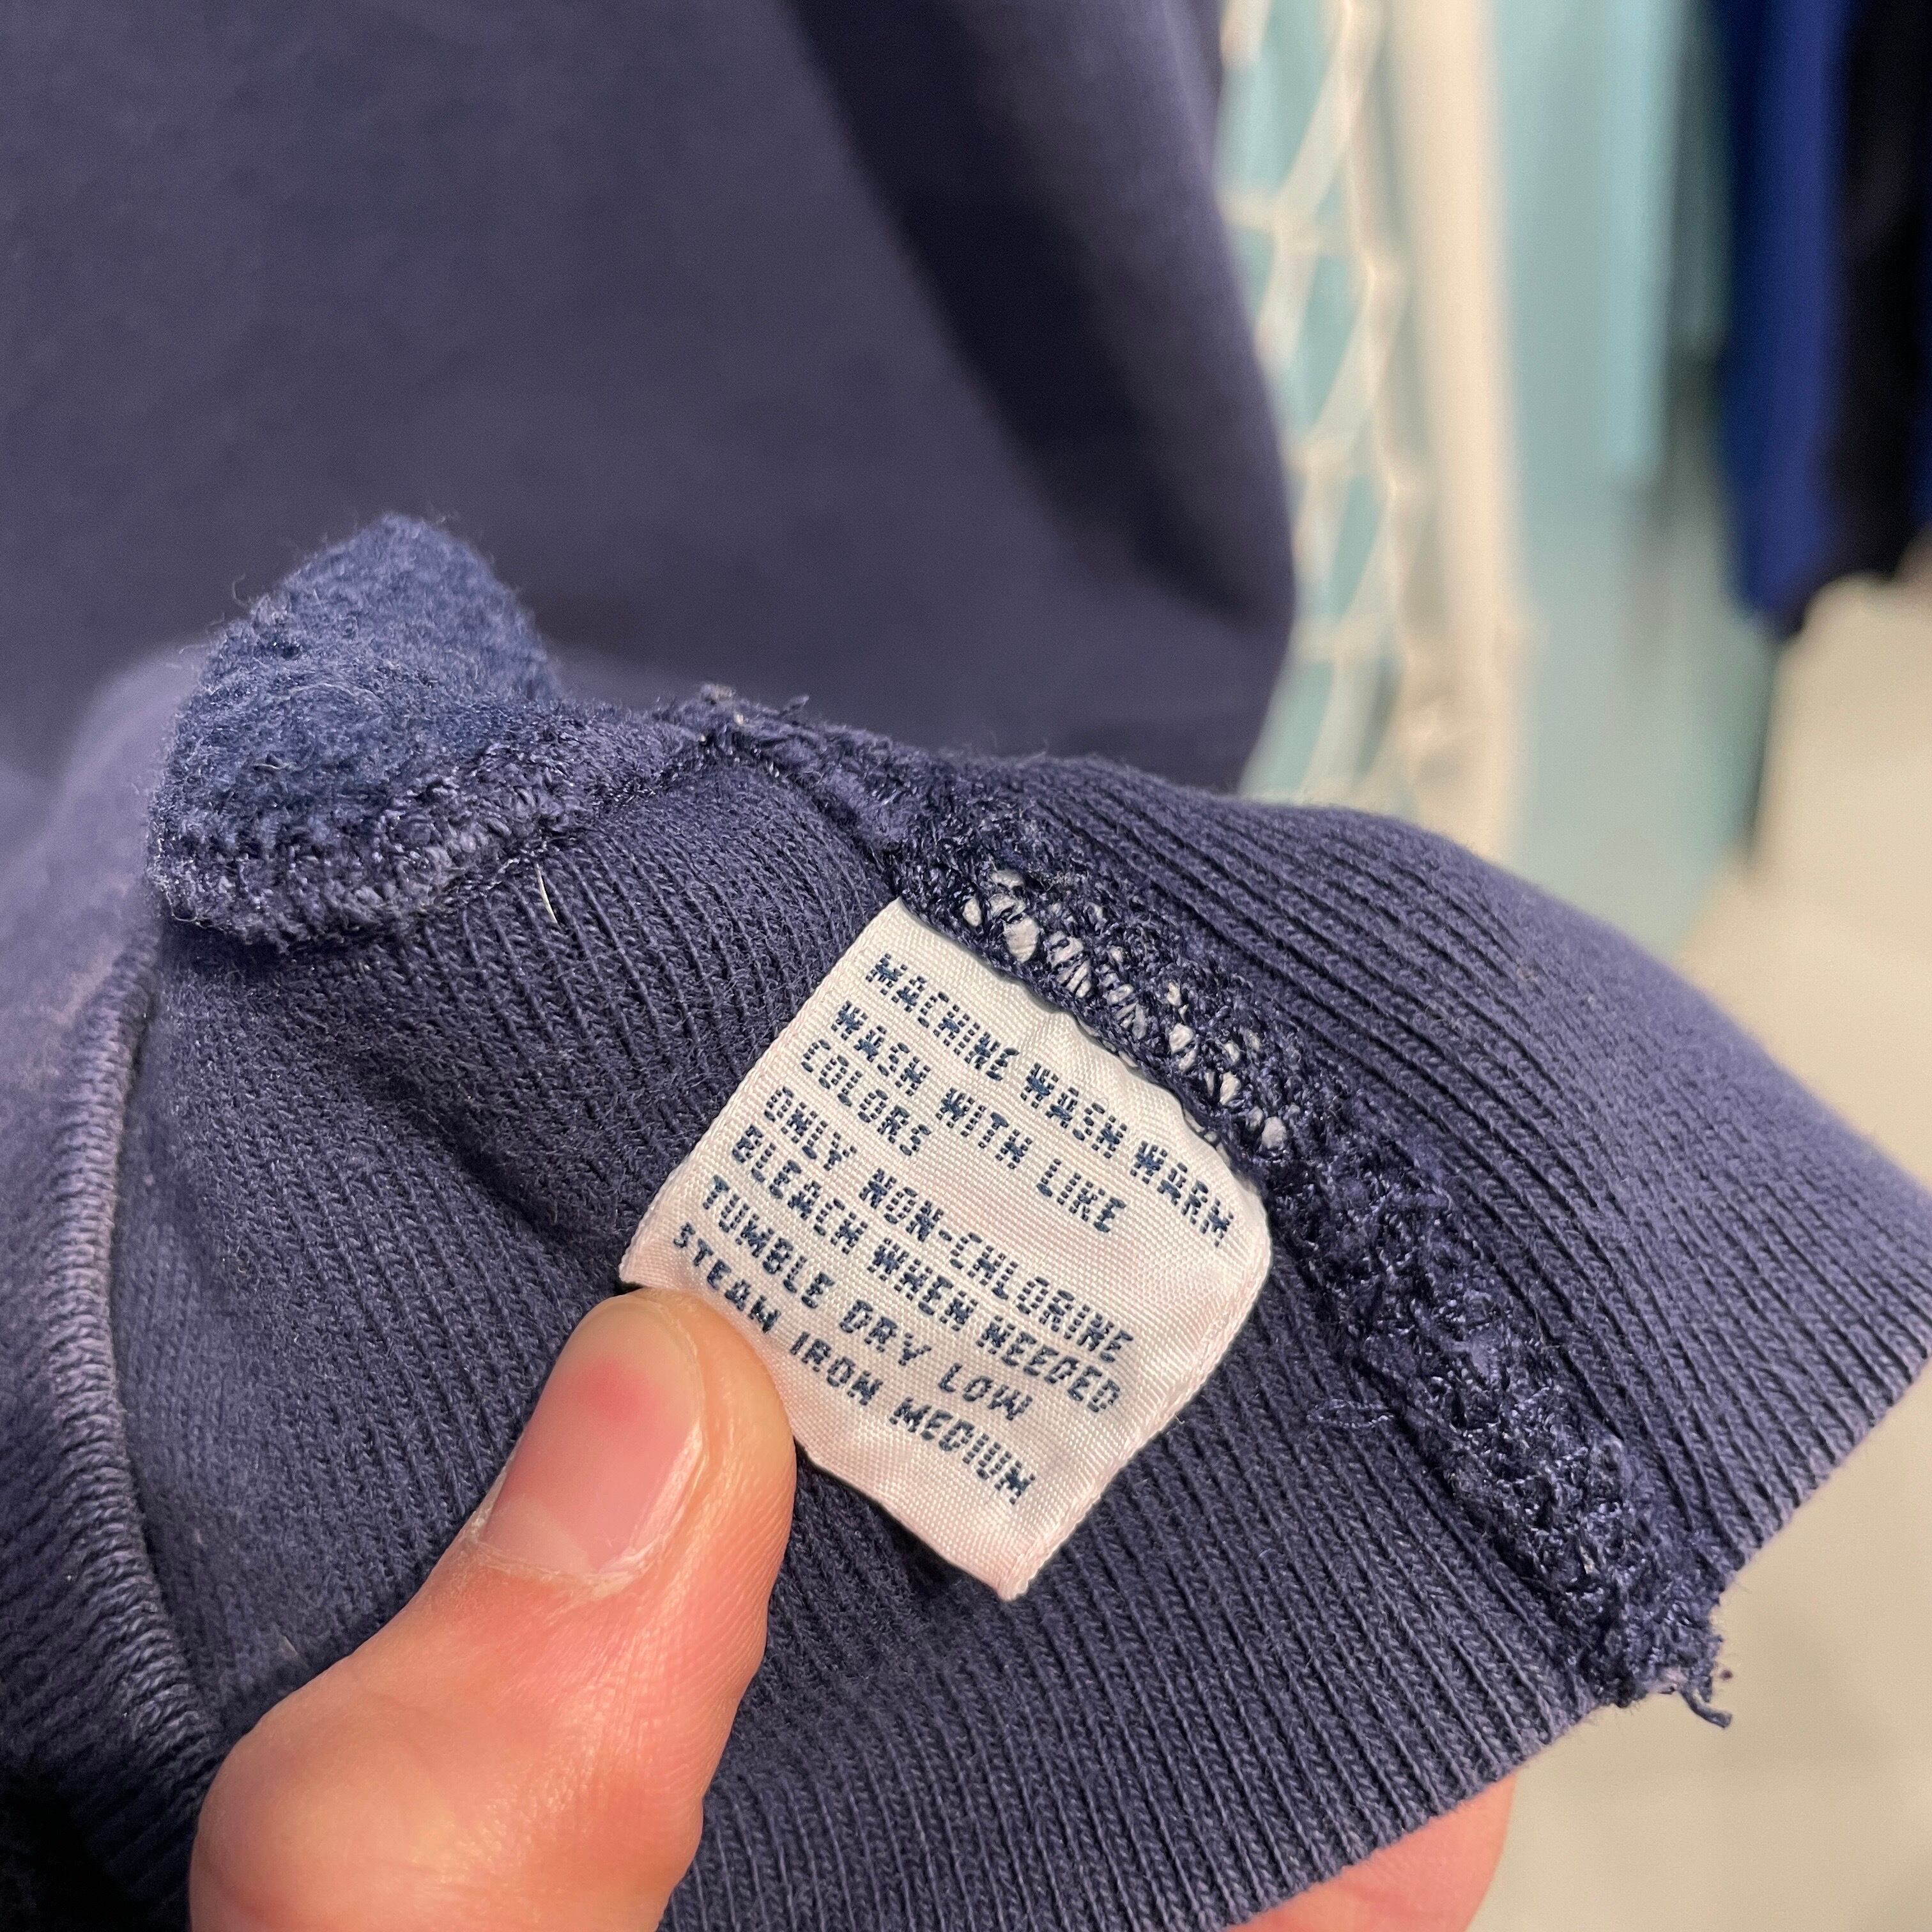 MACHINE WASH WARM
WASH WITH LIKE
COLORS
ONLY NON-CHLORINE
BLEACH WHEN NEEDED
TUMBLE DRY LOW
STEAM IRON MEDIUM